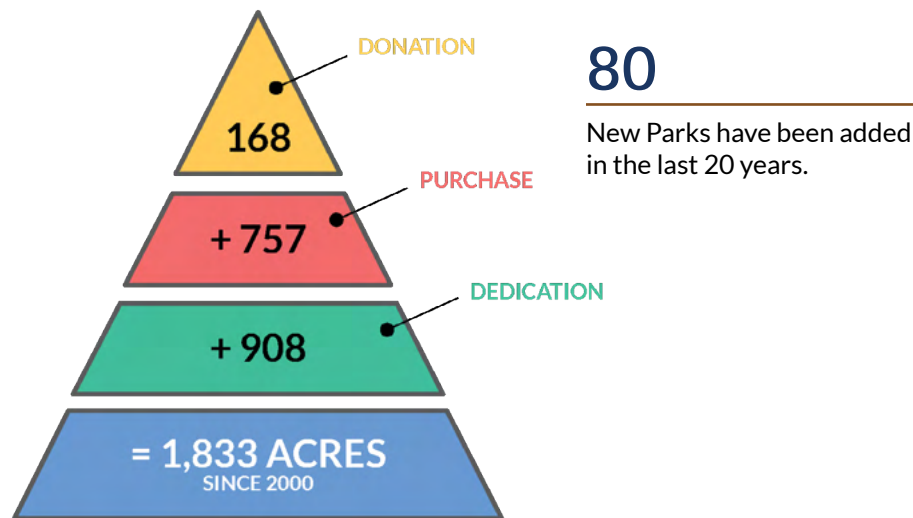 DONATION
168
PURCHASE
+ 757
DEDICATION
+ 908
= 1,833 ACRES
SINCE 2000
80
New Parks have been added
in the last 20 years.